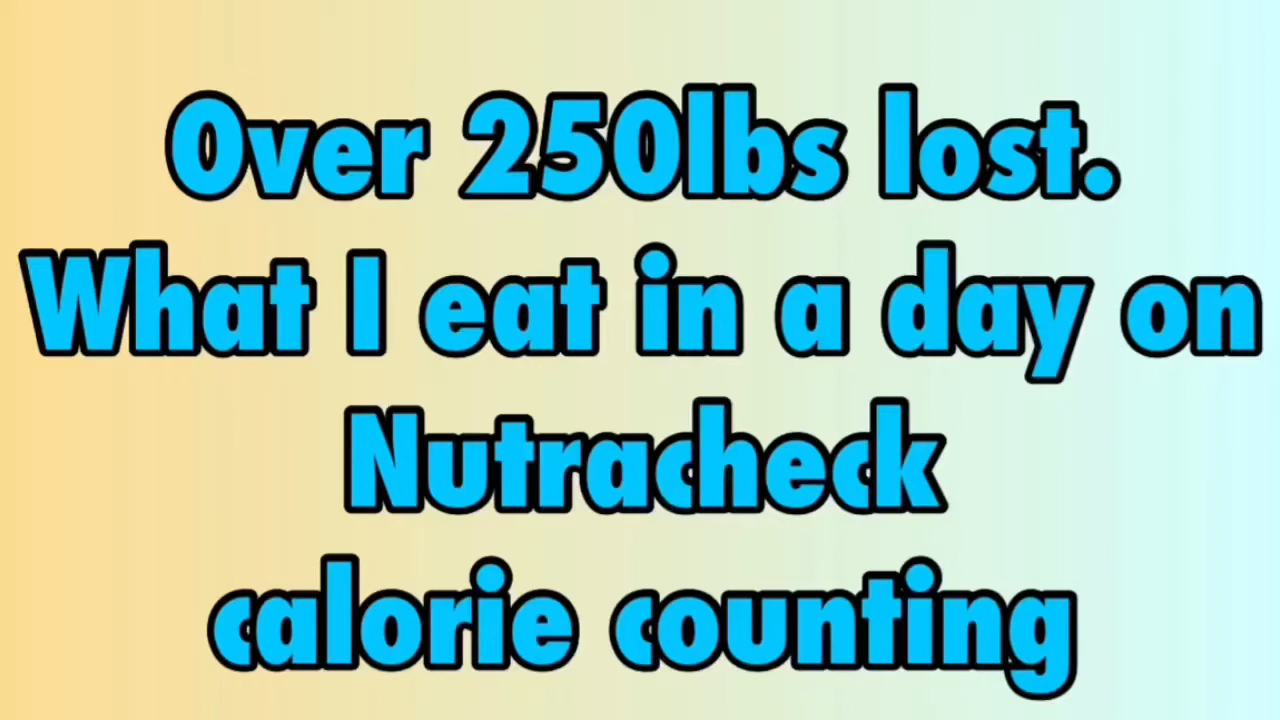 Over 250lbs lost.
What I eat in a day on
Nutracheck
calorie counting